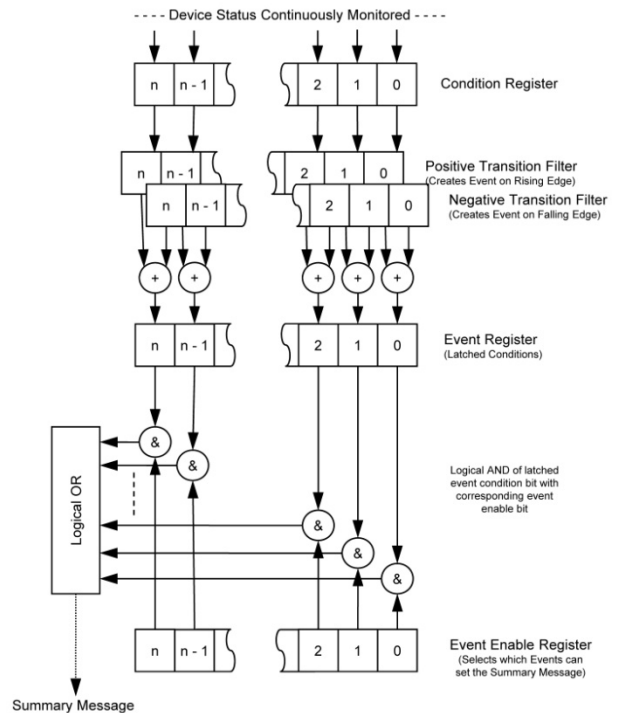 ---- Device Status Continuously Monitored ----
n n - 1 2 1 0 Condition Register
n n - 1 2 1 0 Positive Transition Filter
(Creates Event on Rising Edge)
n n - 1 2 1 0 Negative Transition Filter
(Creates Event on Falling Edge)
+ + + + +
n n - 1 2 1 0 Event Register
(Latched Conditions)
&
&
Logical OR
Logical AND of latched
event condition bit with
corresponding event
enable bit
&
&
&
n n - 1 2 1 0 Event Enable Register
(Selects which Events can
set the Summary Message)
Summary Message